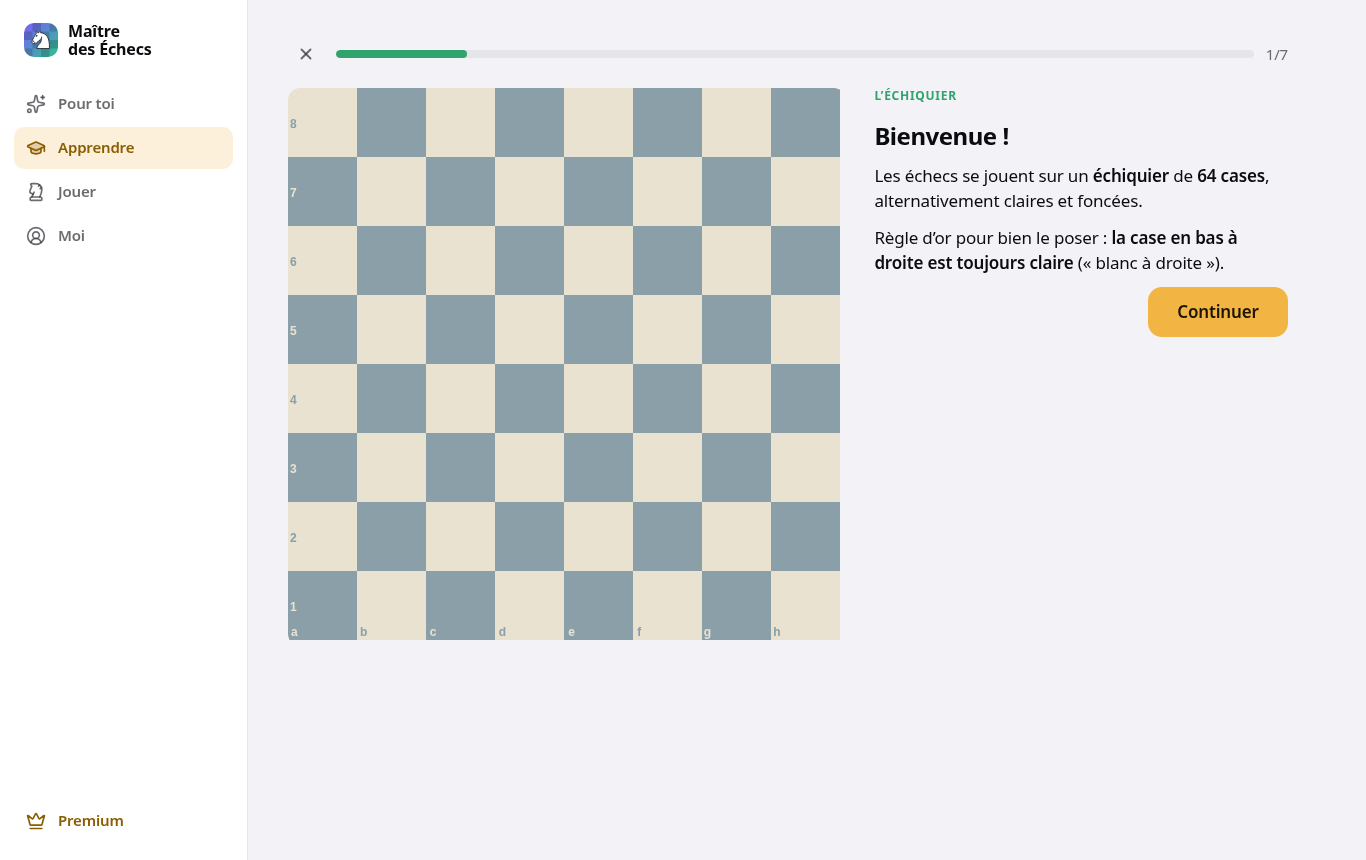 Maître
des Échecs
Pour toi
Apprendre
Jouer
Moi
Premium
1/7
8
7
6
5
4
3
2
1
a b c d e f g h
L’ÉCHIQUIER
Bienvenue !
Les échecs se jouent sur un échiquier de 64 cases,
alternativement claires et foncées.
Règle d’or pour bien le poser : la case en bas à
droite est toujours claire (« blanc à droite »).
Continuer